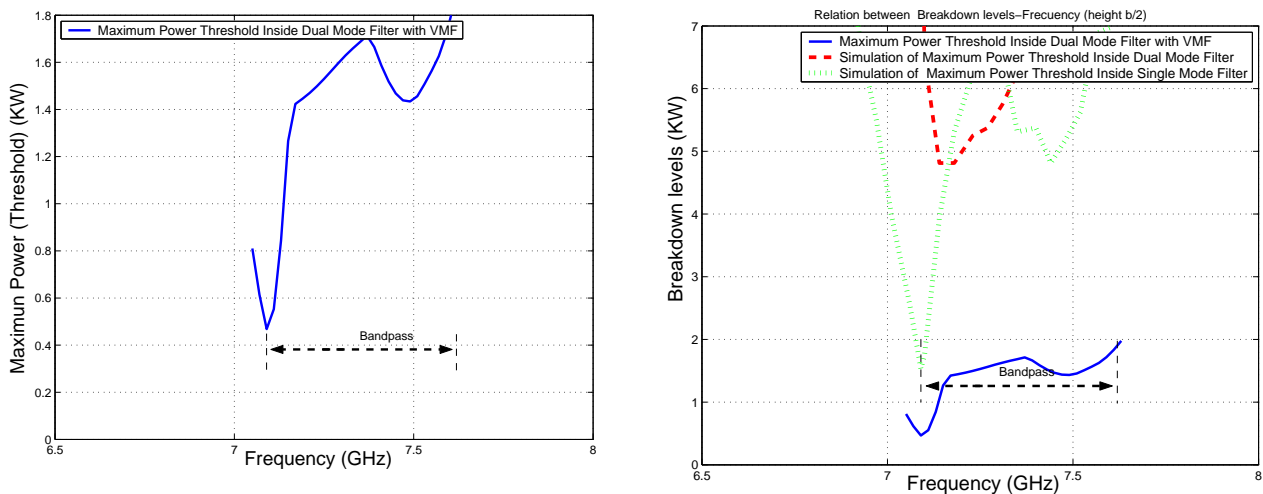 Maximum Power Threshold Inside Dual Mode Filter with VMF
1.8
1.6
1.4
1.2
1
0.8
0.6
0.4
0.2
0
Maximun Power (Threshold) (KW)
Bandpass
6.5
7
7.5
8
Frequency (GHz)
Relation between Breakdown levels–Frecuency (height b/2)
Maximum Power Threshold Inside Dual Mode Filter with VMF
Simulation of Maximum Power Threshold Inside Dual Mode Filter
Simulation of Maximum Power Threshold Inside Single Mode Filter
7
6
5
4
3
2
1
0
Breakdown levels (KW)
Bandpass
6.5
7
7.5
8
Frequency (GHz)